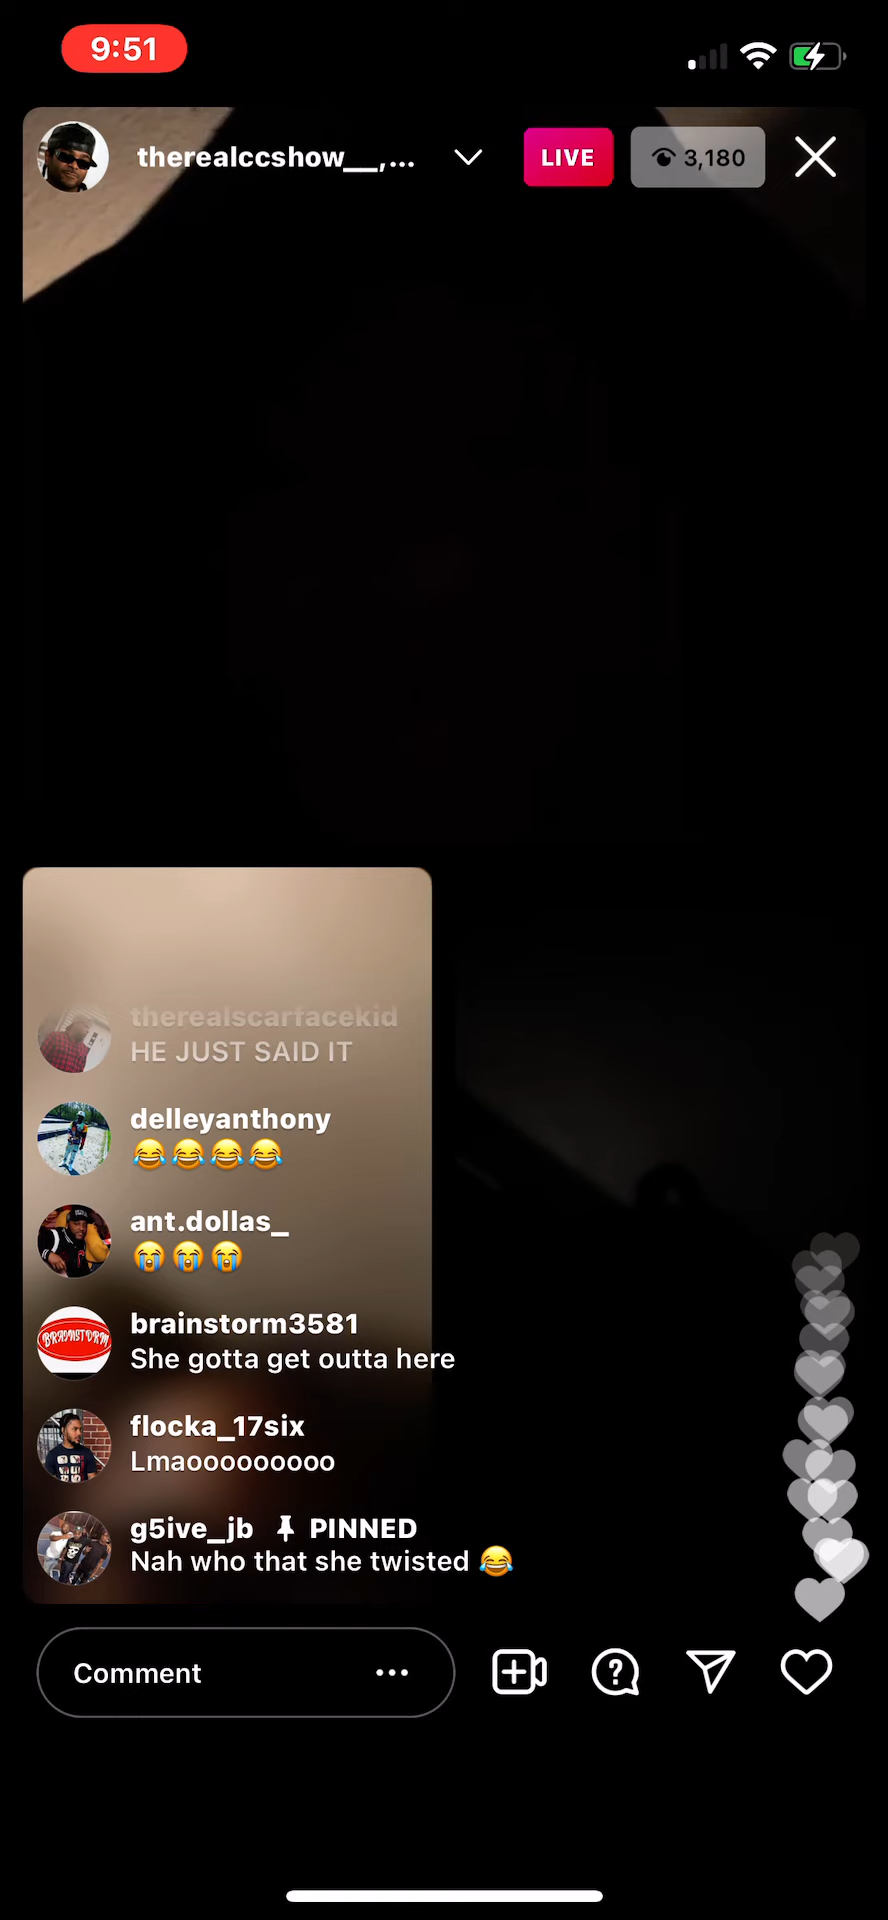 9:51
therealccshow__,...
LIVE
3,180
therealscarfacekid
HE JUST SAID IT
delleyanthony
😂😂😂😂
ant.dollas_
😭😭😭
BRAINSTORM
brainstorm3581
She gotta get outta here
flocka_17six
Lmaooooooooo
g5ive_jb PINNED
Nah who that she twisted 😂
Comment